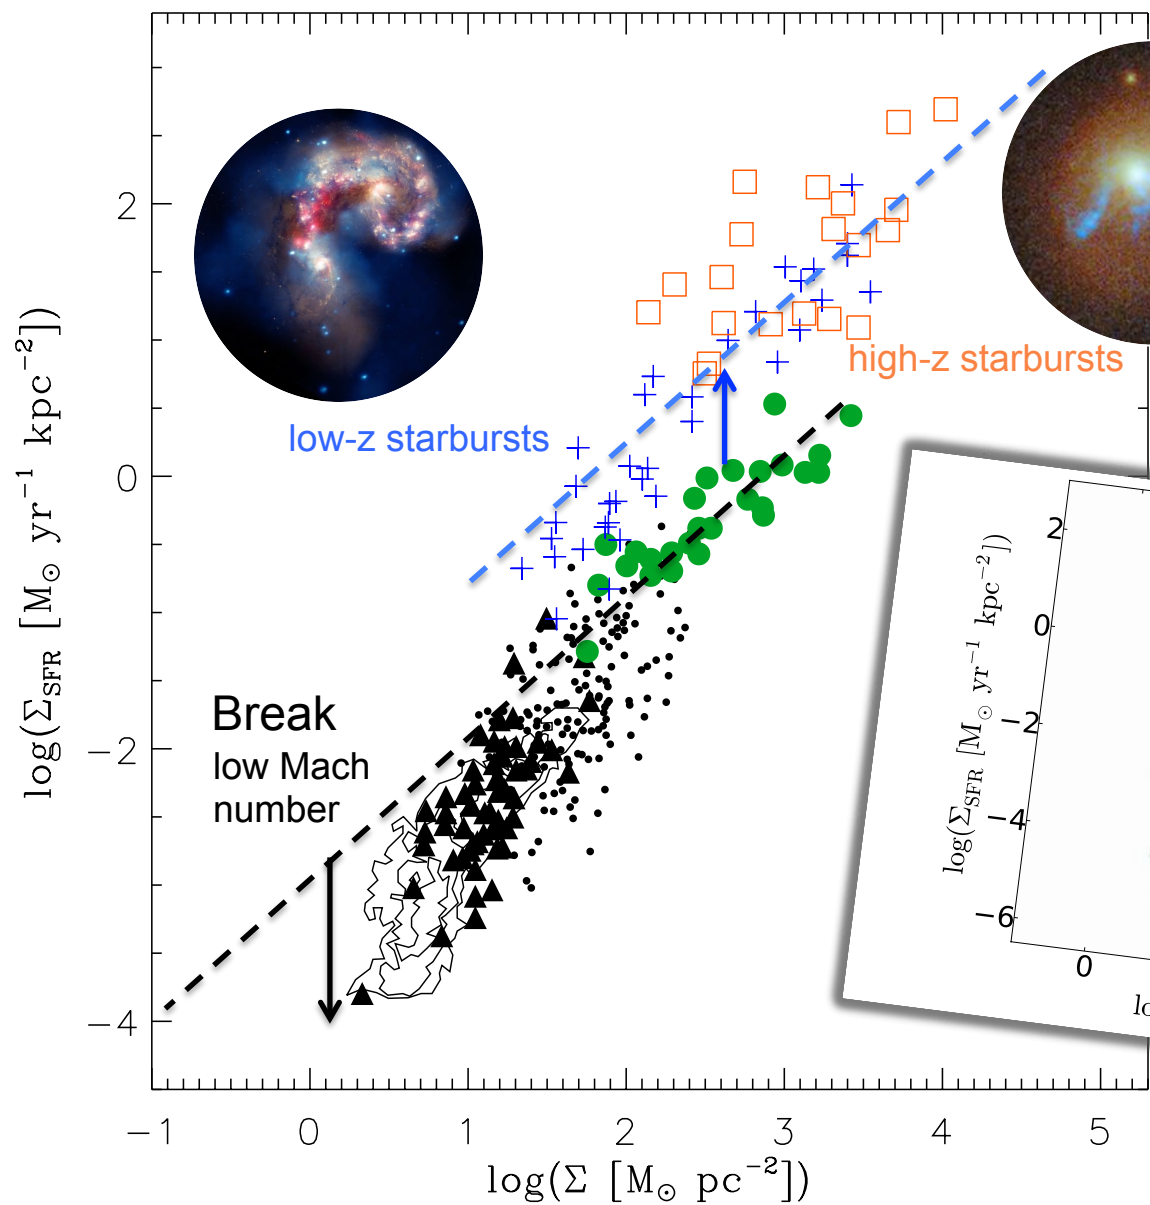 2
0
−2
−4
log(Σ_SFR [M_⊙ yr^−1 kpc^−2])
low-z starbursts
high-z starbursts
Break
low Mach
number
−1 0 1 2 3 4 5
log(Σ [M_⊙ pc^−2])
2
0
−2
−4
−6
log(Σ_SFR [M_⊙ yr^−1 kpc^−2])
0
lo